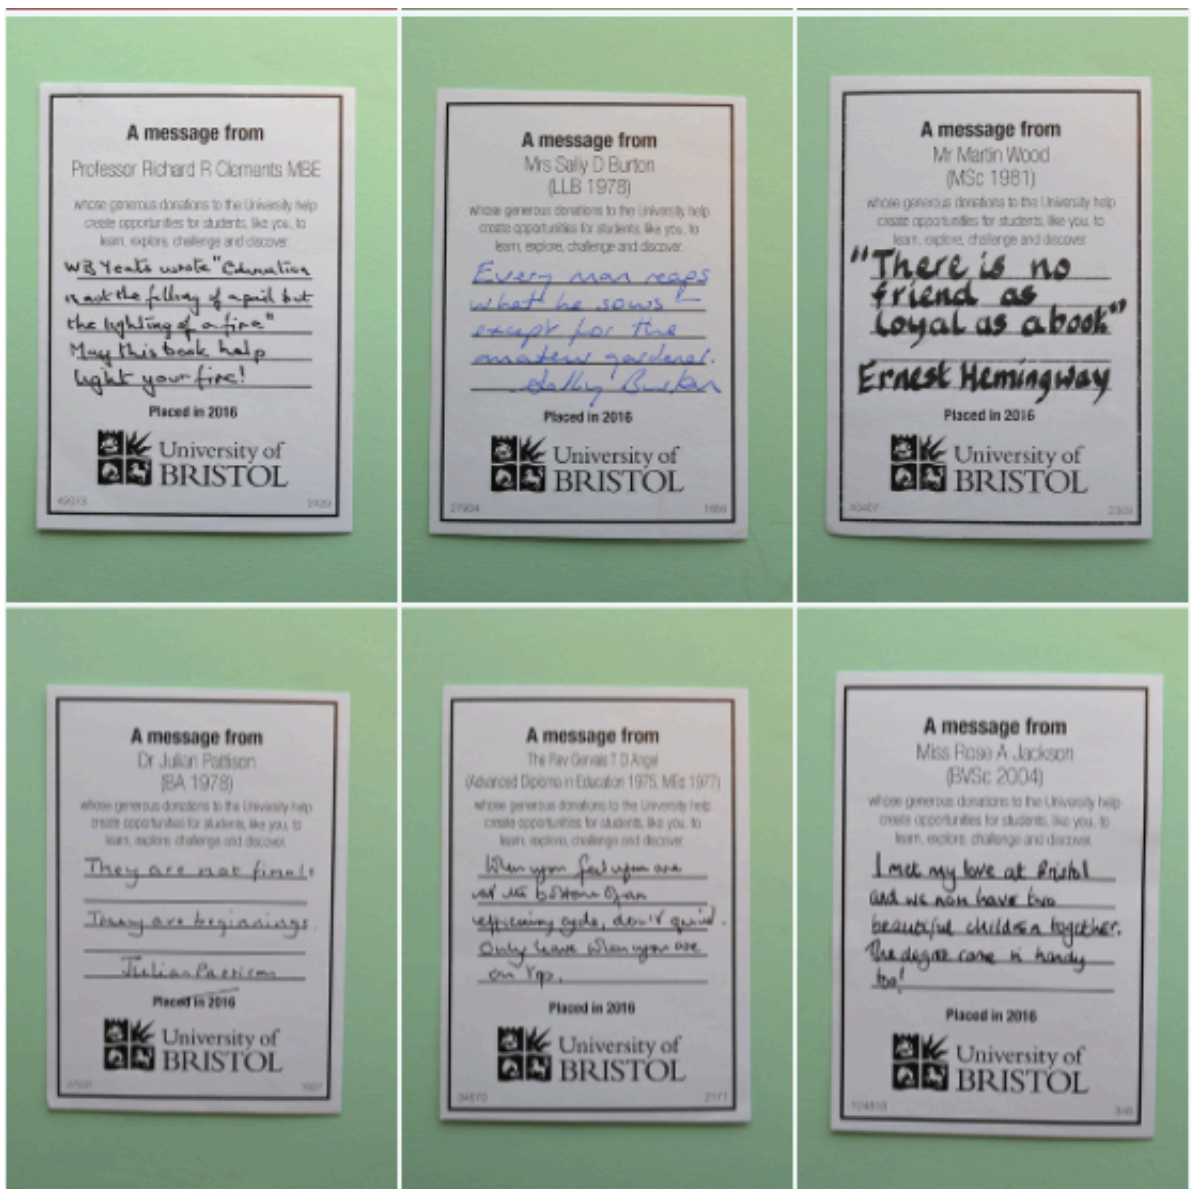 A message from
Professor Richard R Clements MBE
whose generous donations to the University help
create opportunities for students, like you, to
learn, explore, challenge and discover.
WB Yeats wrote "Education
is not the filling of a pail but
the lighting of a fire"
May this book help
light your fire!
Placed in 2016
University of
BRISTOL
A message from
Mrs Sally D Burton
(LLB 1978)
whose generous donations to the University help
create opportunities for students, like you, to
learn, explore, challenge and discover.
Every man reaps
what he sows -
except for the
amateur gardener.
Sally Burton
Placed in 2016
University of
BRISTOL
27904
A message from
Mr Martin Wood
(MSc 1981)
whose generous donations to the University help
create opportunities for students, like you, to
learn, explore, challenge and discover.
"There is no
friend as
loyal as a book"
Ernest Hemingway
Placed in 2016
University of
BRISTOL
A message from
Dr Julian Pattison
(BA 1978)
whose generous donations to the University help
create opportunities for students, like you, to
learn, explore, challenge and discover.
They are not finals
They are beginnings.
Julian Pattison
Placed in 2016
University of
BRISTOL
A message from
The Rev Gervais T D Angel
(Advanced Diploma in Education 1975, MEd 1977)
whose generous donations to the University help
create opportunities for students, like you, to
learn, explore, challenge and discover.
When you feel you are
at the bottom of an
cycle, don't quit.
Only leave when you are
on top.
Placed in 2016
University of
BRISTOL
34870 2171
A message from
Miss Rose A Jackson
(BVSc 2004)
whose generous donations to the University help
create opportunities for students, like you, to
learn, explore, challenge and discover.
I met my love at Bristol
and we now have two
beautiful children together.
The degree came in handy
too!
Placed in 2016
University of
BRISTOL